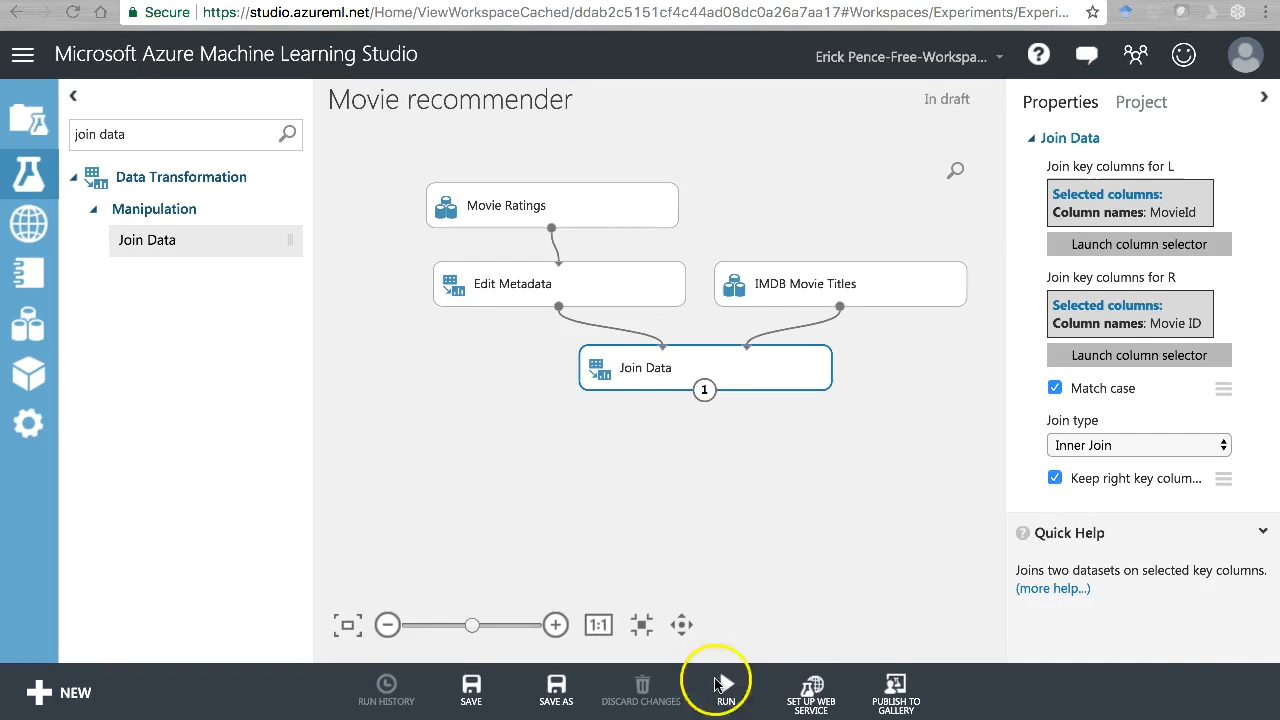 Secure
https://studio.azureml.net/Home/ViewWorkspaceCached/ddab2c5151cf4c44ad08dc0a26a7aa17#Workspaces/Experiments/Experi...
Microsoft Azure Machine Learning Studio
Erick Pence-Free-Workspa...
join data
Data Transformation
Manipulation
Join Data
Movie recommender
In draft
Movie Ratings
Edit Metadata
IMDB Movie Titles
Join Data
1
1:1
Properties
Project
Join Data
Join key columns for L
Selected columns:
Column names: MovieId
Launch column selector
Join key columns for R
Selected columns:
Column names: Movie ID
Launch column selector
Match case
Join type
Inner Join
Keep right key colum...
Quick Help
Joins two datasets on selected key columns.
(more help...)
NEW
RUN HISTORY
SAVE
SAVE AS
DISCARD CHANGES
RUN
SET UP WEB
SERVICE
PUBLISH TO
GALLERY